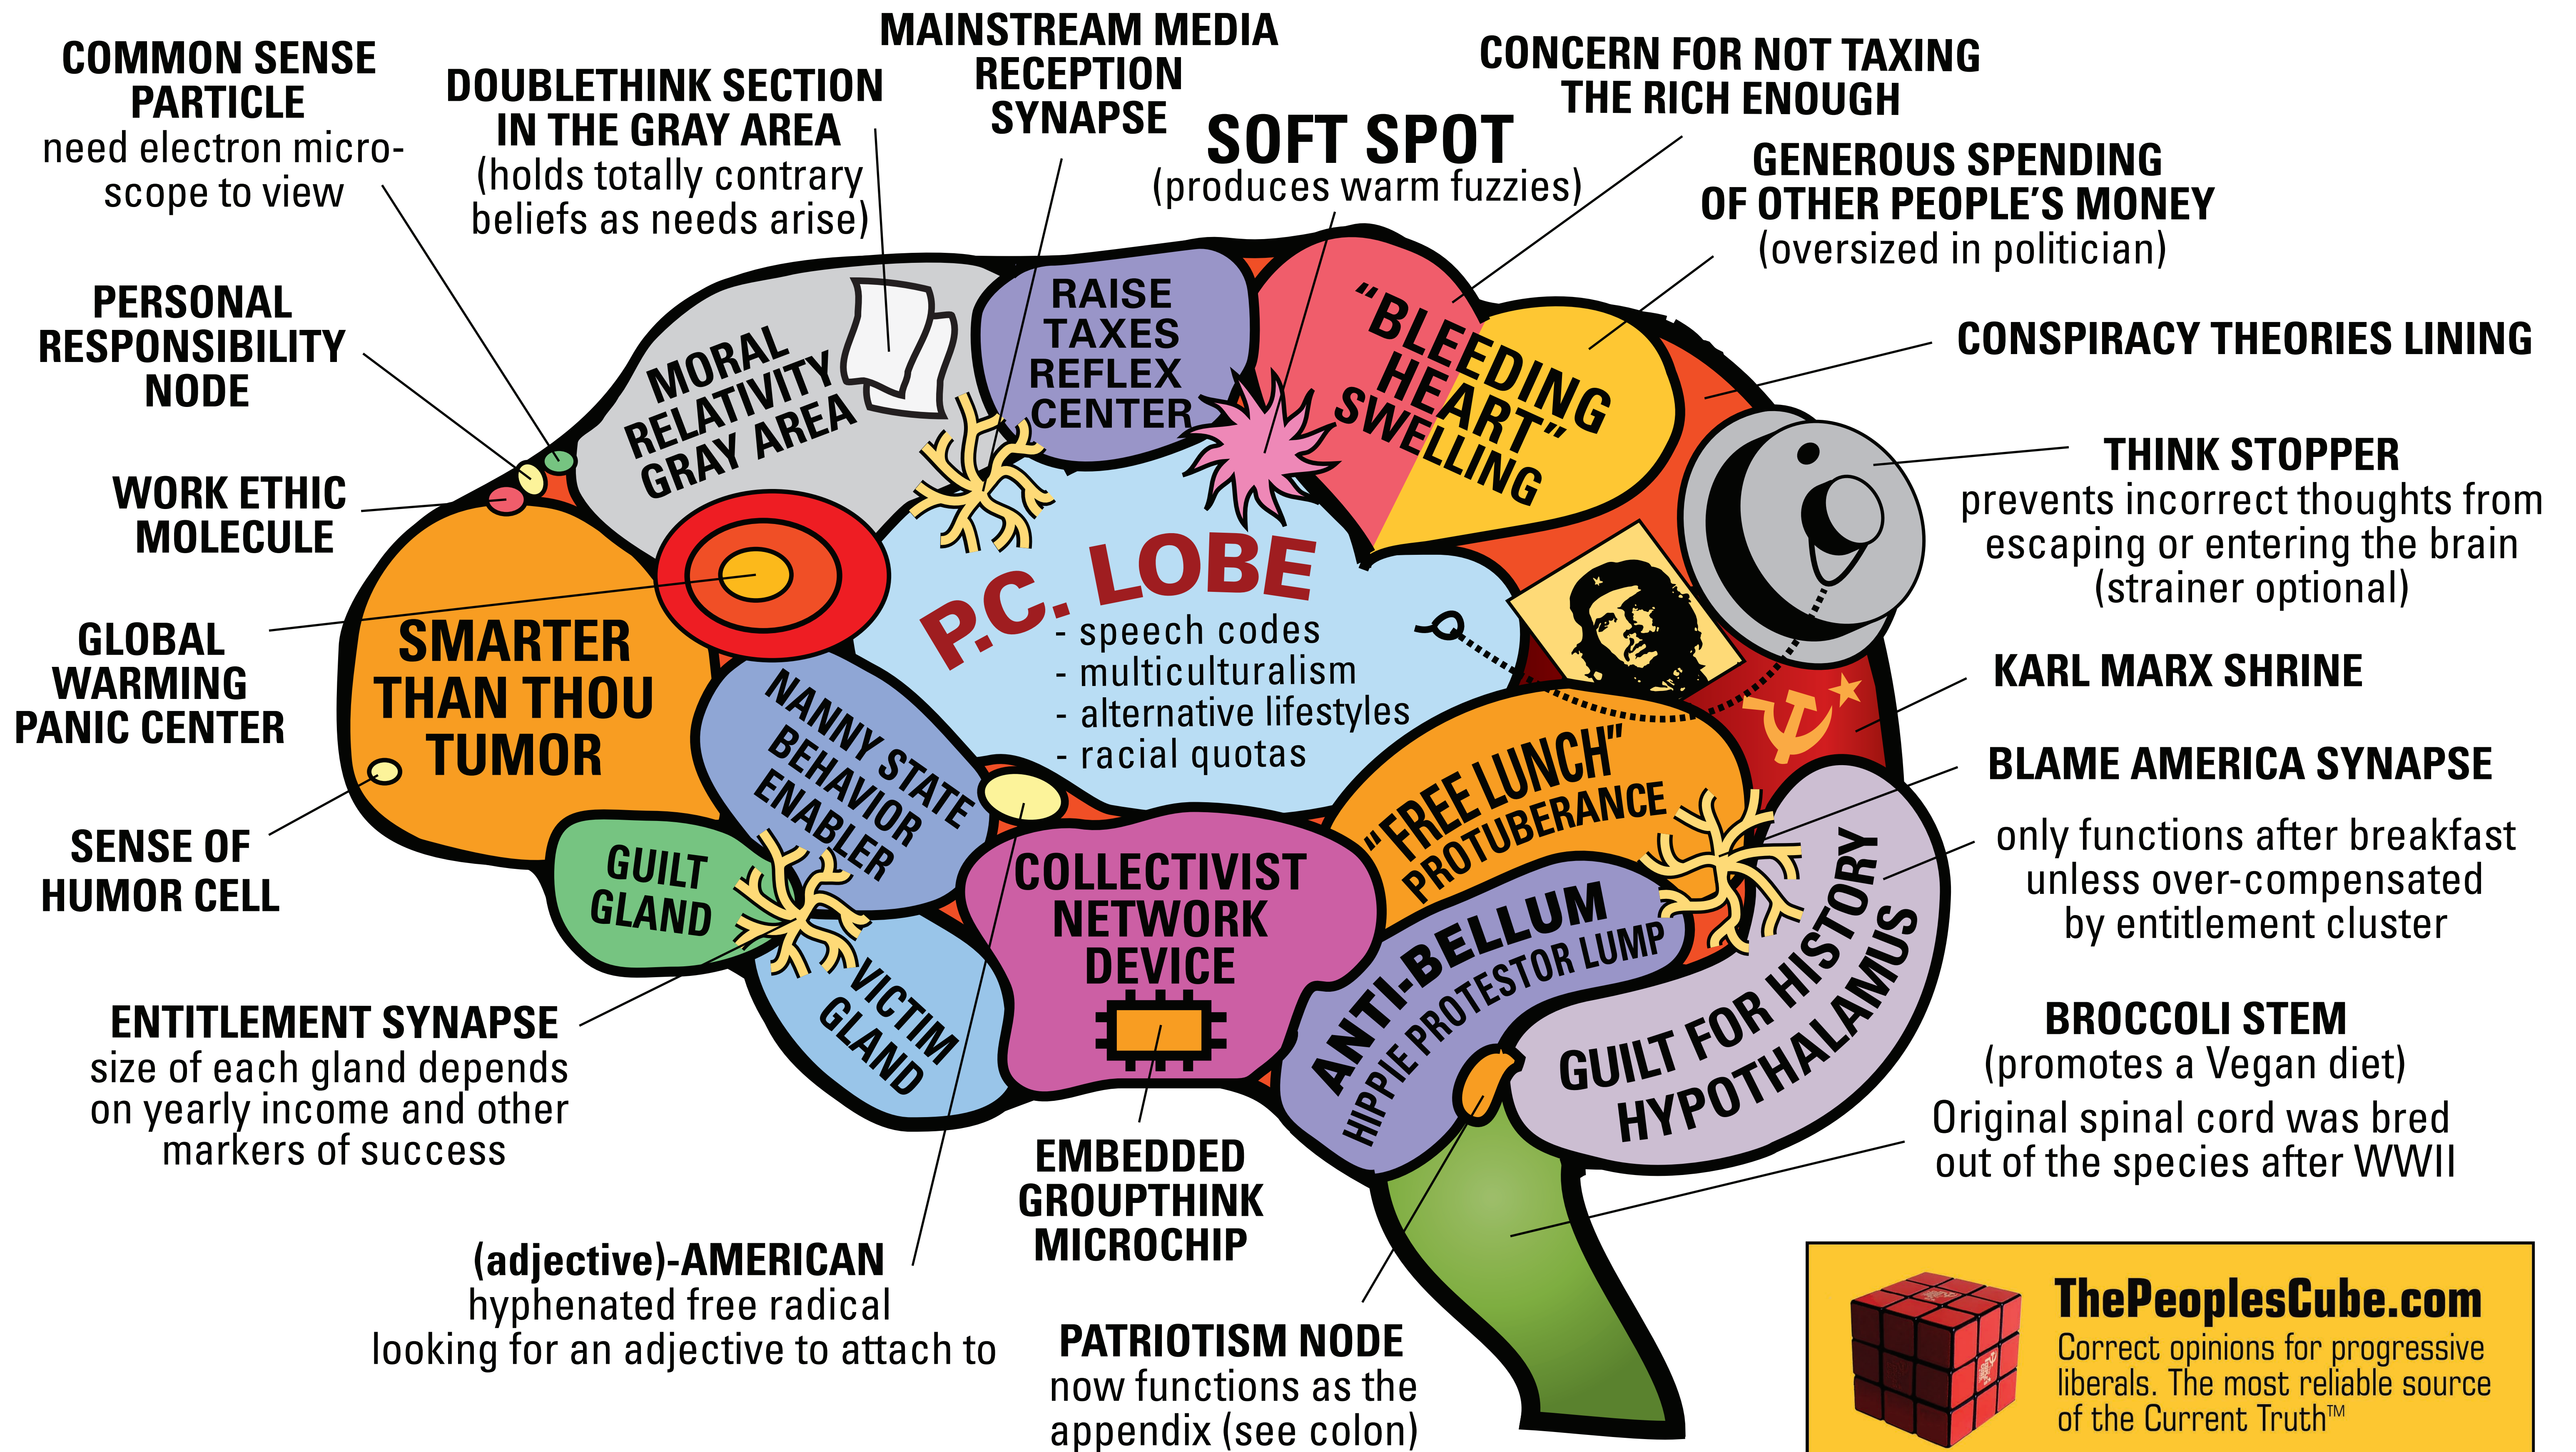 COMMON SENSE
PARTICLE
need electron micro-
scope to view
DOUBLETHINK SECTION
IN THE GRAY AREA
(holds totally contrary
beliefs as needs arise)
MAINSTREAM MEDIA
RECEPTION
SYNAPSE
SOFT SPOT
(produces warm fuzzies)
CONCERN FOR NOT TAXING
THE RICH ENOUGH
GENEROUS SPENDING
OF OTHER PEOPLE'S MONEY
(oversized in politician)
CONSPIRACY THEORIES LINING
THINK STOPPER
prevents incorrect thoughts from
escaping or entering the brain
(strainer optional)
KARL MARX SHRINE
BLAME AMERICA SYNAPSE
only functions after breakfast
unless over-compensated
by entitlement cluster
BROCCOLI STEM
(promotes a Vegan diet)
Original spinal cord was bred
out of the species after WWII
PERSONAL
RESPONSIBILITY
NODE
WORK ETHIC
MOLECULE
GLOBAL
WARMING
PANIC CENTER
SENSE OF
HUMOR CELL
ENTITLEMENT SYNAPSE
size of each gland depends
on yearly income and other
markers of success
(adjective)-AMERICAN
hyphenated free radical
looking for an adjective to attach to
EMBEDDED
GROUPTHINK
MICROCHIP
PATRIOTISM NODE
now functions as the
appendix (see colon)
MORAL
RELATIVITY
GRAY AREA
RAISE
TAXES
REFLEX
CENTER
"BLEEDING
HEART"
SWELLING
P.C. LOBE
- speech codes
- multiculturalism
- alternative lifestyles
- racial quotas
SMARTER
THAN THOU
TUMOR
NANNY STATE
BEHAVIOR
ENABLER
GUILT
GLAND
VICTIM
GLAND
COLLECTIVIST
NETWORK
DEVICE
"FREE LUNCH"
PROTUBERANCE
ANTI-BELLUM
HIPPIE PROTESTOR LUMP
GUILT FOR HISTORY
HYPOTHALAMUS
ThePeoplesCube.com
Correct opinions for progressive
liberals. The most reliable source
of the Current Truth™